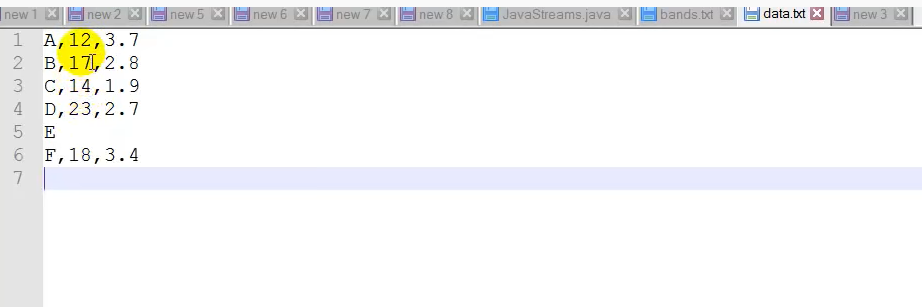 new 1 new 2 new 5 new 6 new 7 new 8 JavaStreams.java bands.txt data.txt new 3
1 A,12,3.7
2 B,17,2.8
3 C,14,1.9
4 D,23,2.7
5 E
6 F,18,3.4
7